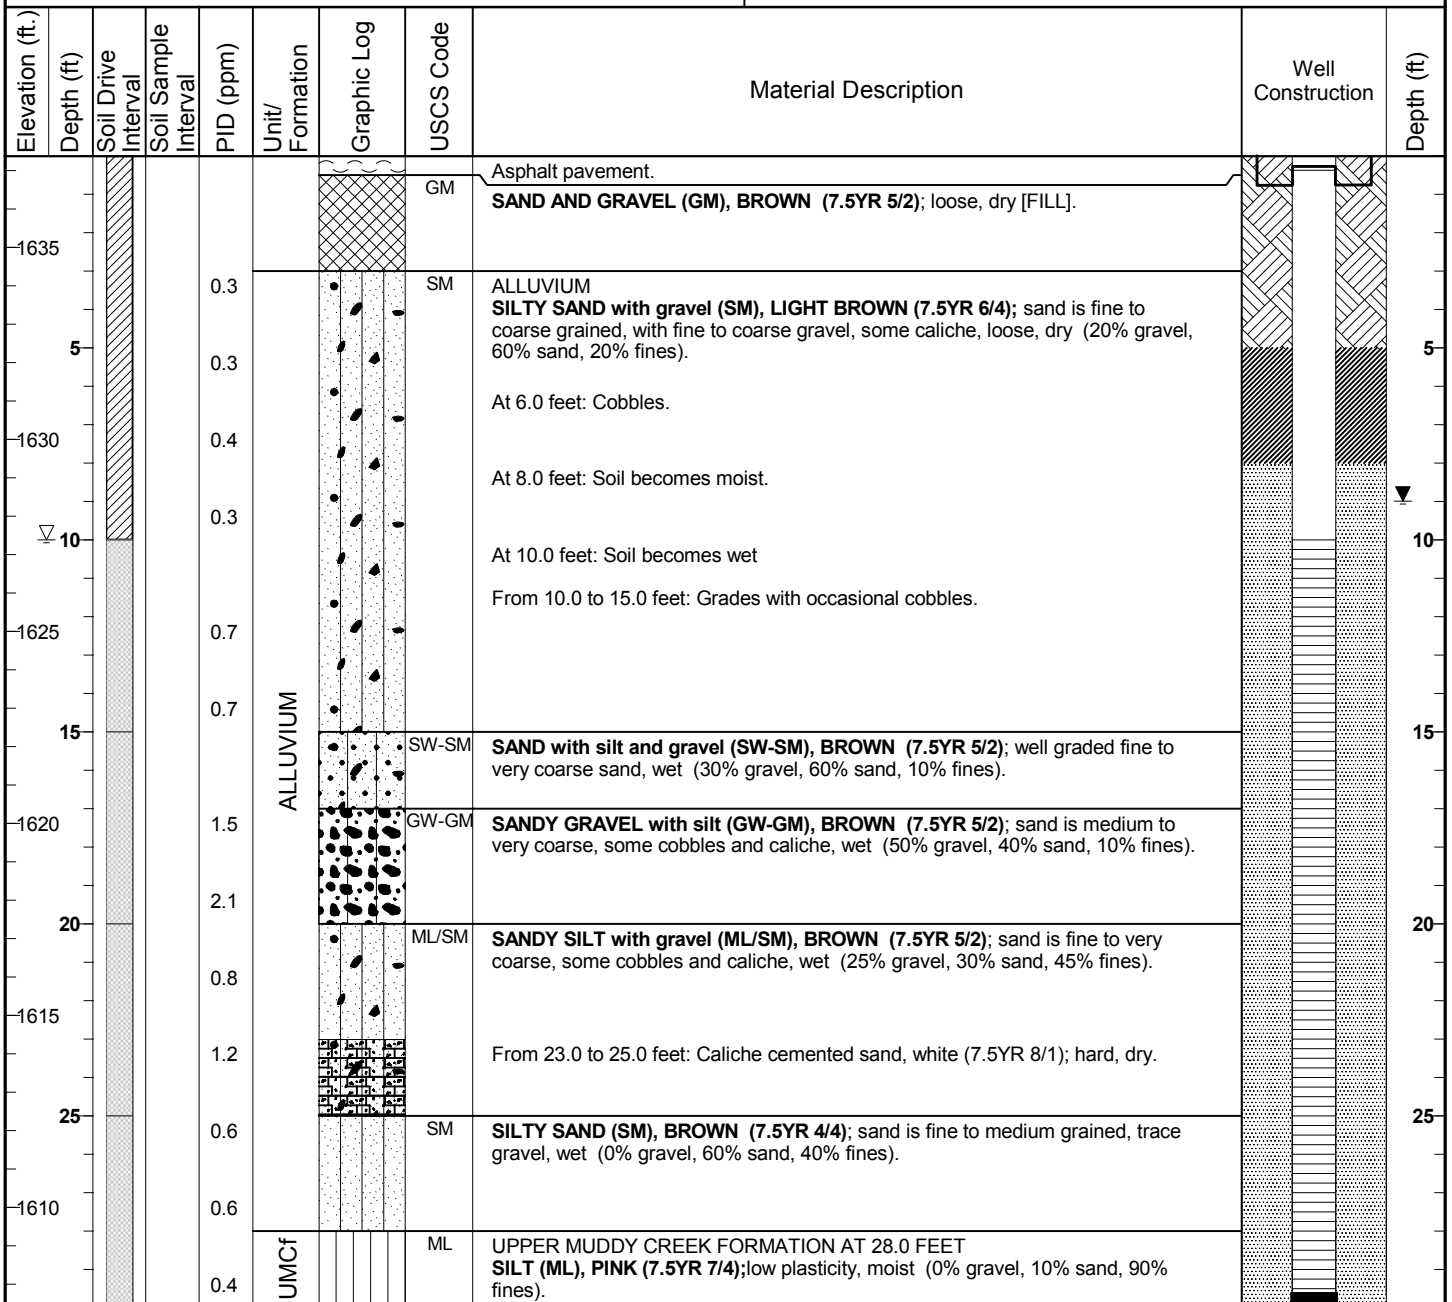 Elevation (ft.)
Depth (ft)
Soil Drive
Interval
Soil Sample
Interval
PID (ppm)
Unit/
Formation
Graphic Log
USCS Code
Material Description
Well
Construction
Depth (ft)
Asphalt pavement.
GM
SAND AND GRAVEL (GM), BROWN (7.5YR 5/2); loose, dry [FILL].
1635
0.3
SM
ALLUVIUM
SILTY SAND with gravel (SM), LIGHT BROWN (7.5YR 6/4); sand is fine to
coarse grained, with fine to coarse gravel, some caliche, loose, dry (20% gravel,
60% sand, 20% fines).
5
0.3
5
At 6.0 feet: Cobbles.
1630
0.4
At 8.0 feet: Soil becomes moist.
0.3
10
10
At 10.0 feet: Soil becomes wet
From 10.0 to 15.0 feet: Grades with occasional cobbles.
1625
0.7
0.7
ALLUVIUM
15
15
SW-SM
SAND with silt and gravel (SW-SM), BROWN (7.5YR 5/2); well graded fine to
very coarse sand, wet (30% gravel, 60% sand, 10% fines).
1620
1.5
GW-GM
SANDY GRAVEL with silt (GW-GM), BROWN (7.5YR 5/2); sand is medium to
very coarse, some cobbles and caliche, wet (50% gravel, 40% sand, 10% fines).
2.1
20
20
ML/SM
SANDY SILT with gravel (ML/SM), BROWN (7.5YR 5/2); sand is fine to very
coarse, some cobbles and caliche, wet (25% gravel, 30% sand, 45% fines).
0.8
1615
1.2
From 23.0 to 25.0 feet: Caliche cemented sand, white (7.5YR 8/1); hard, dry.
25
25
0.6
SM
SILTY SAND (SM), BROWN (7.5YR 4/4); sand is fine to medium grained, trace
gravel, wet (0% gravel, 60% sand, 40% fines).
1610
0.6
UMCf
ML
UPPER MUDDY CREEK FORMATION AT 28.0 FEET
SILT (ML), PINK (7.5YR 7/4);low plasticity, moist (0% gravel, 10% sand, 90%
fines).
0.4